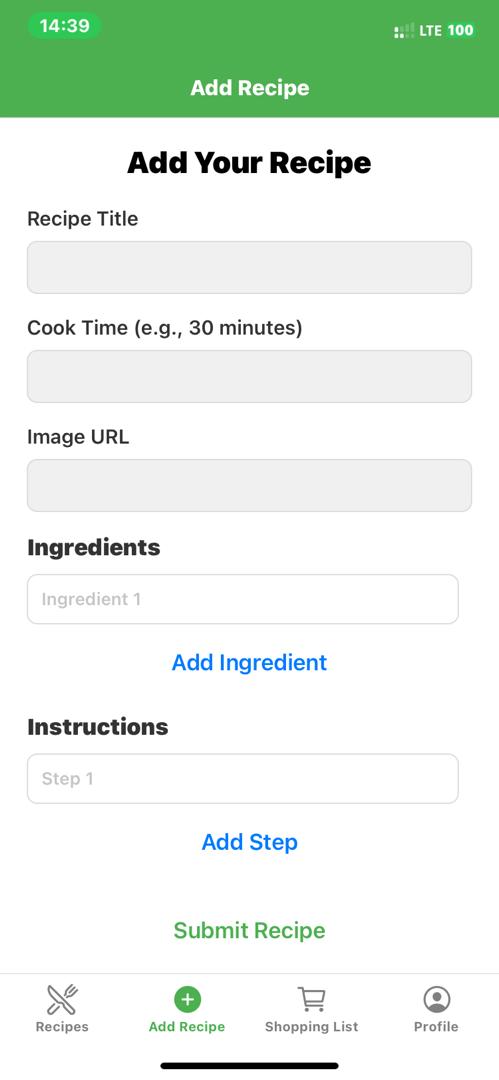 14:39
LTE 100
Add Recipe
Add Your Recipe
Recipe Title
Cook Time (e.g., 30 minutes)
Image URL
Ingredients
Ingredient 1
Add Ingredient
Instructions
Step 1
Add Step
Submit Recipe
Recipes Add Recipe Shopping List Profile